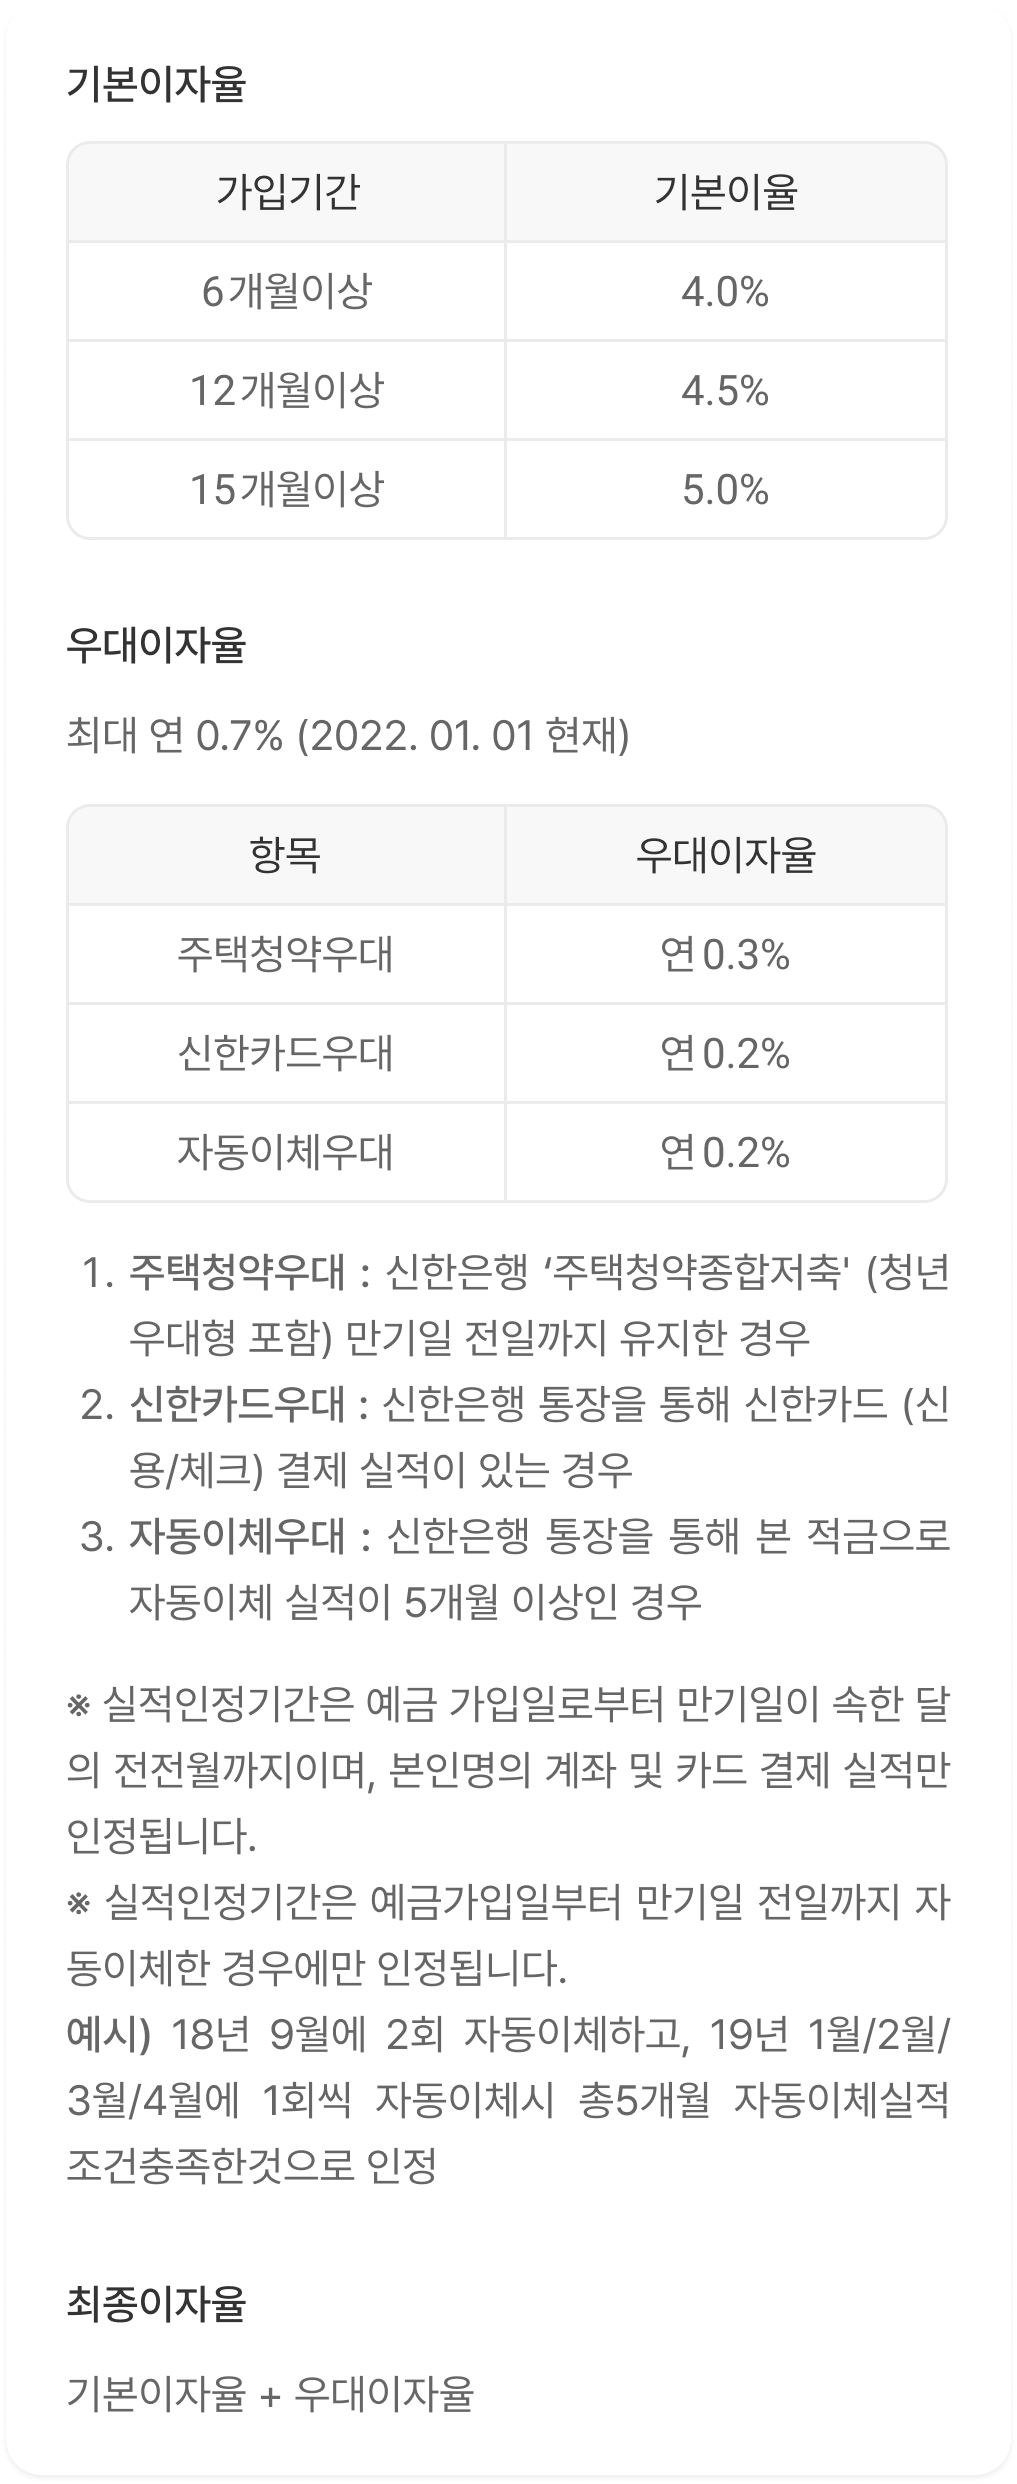 기본이자율
가입기간 기본이율
6개월이상 4.0%
12개월이상 4.5%
15개월이상 5.0%
우대이자율
최대 연 0.7% (2022. 01. 01 현재)
항목 우대이자율
주택청약우대 연 0.3%
신한카드우대 연 0.2%
자동이체우대 연 0.2%
1. 주택청약우대 : 신한은행 ‘주택청약종합저축' (청년
우대형 포함) 만기일 전일까지 유지한 경우
2. 신한카드우대 : 신한은행 통장을 통해 신한카드 (신
용/체크) 결제 실적이 있는 경우
3. 자동이체우대 : 신한은행 통장을 통해 본 적금으로
자동이체 실적이 5개월 이상인 경우
※ 실적인정기간은 예금 가입일로부터 만기일이 속한 달
의 전전월까지이며, 본인명의 계좌 및 카드 결제 실적만
인정됩니다.
※ 실적인정기간은 예금가입일부터 만기일 전일까지 자
동이체한 경우에만 인정됩니다.
예시) 18년 9월에 2회 자동이체하고, 19년 1월/2월/
3월/4월에 1회씩 자동이체시 총5개월 자동이체실적
조건충족한것으로 인정
최종이자율
기본이자율 + 우대이자율